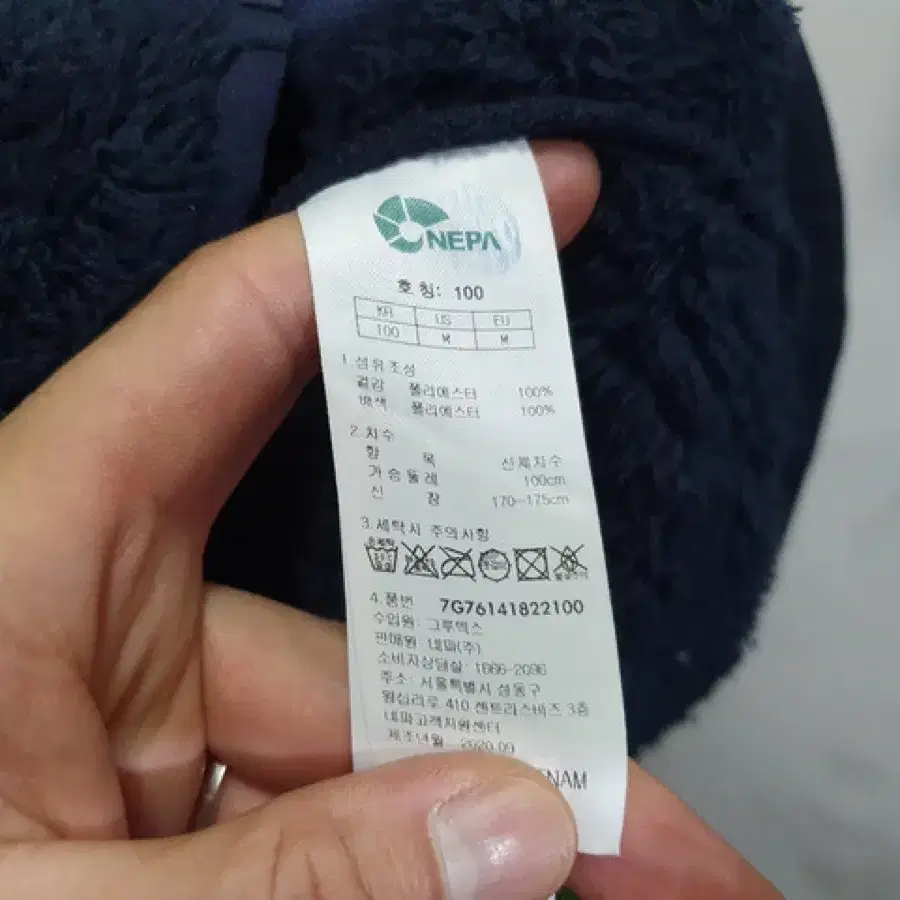 NEPA
호 칭: 100
KR US EU
100 M M
1.섬유조성
겉감 폴리에스터 100%
배색 폴리에스터 100%
2.치수
항 목 신체치수
가슴둘레 100cm
신 장 170~175cm
3.세탁시 주의사항
손세탁
4.품번 7G76141822100
수입원: 그루텍스
판매원: 네파(주)
소비자상담실: 1666-2096
주소: 서울특별시 성동구
왕십리로 410 센트라스비즈 3층
네파고객지원센터
제조년월 2020.09
NAM